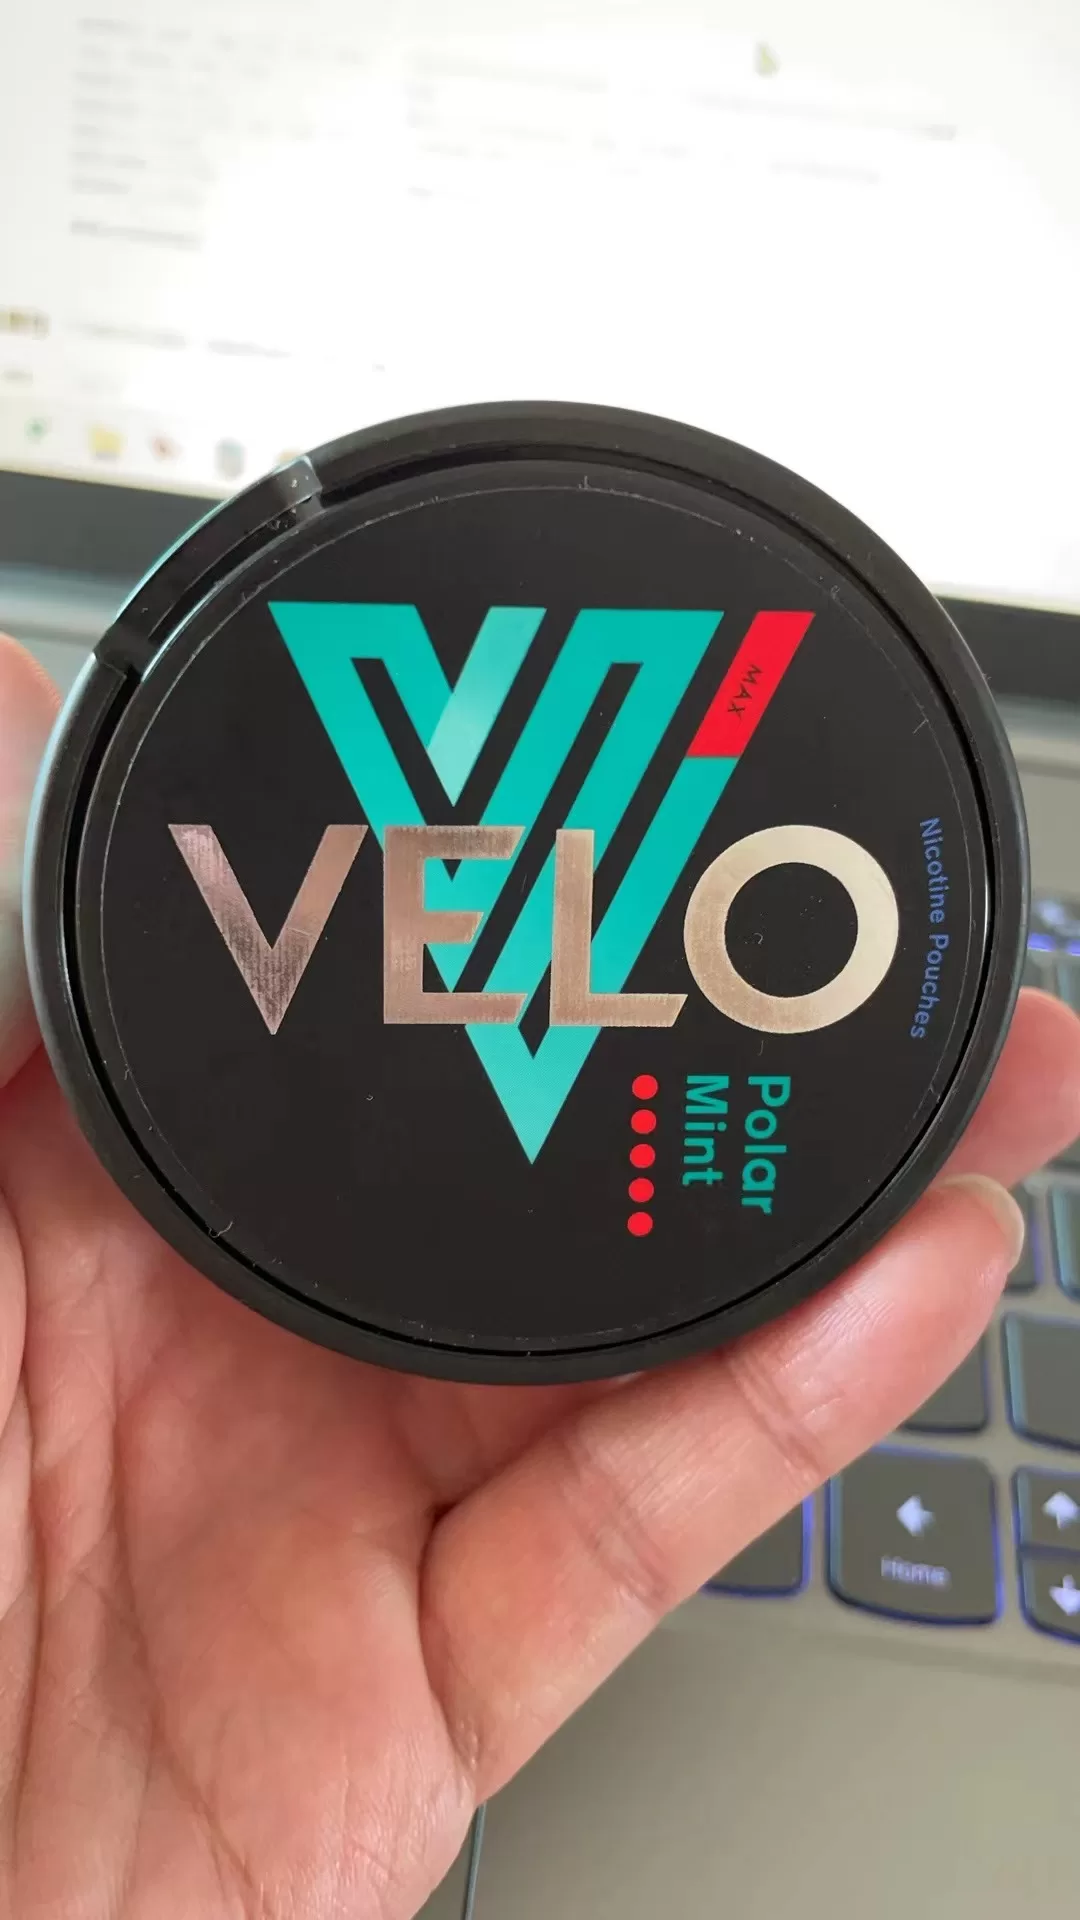 MAX
VELO
Nicotine Pouches
Polar
Mint
Home